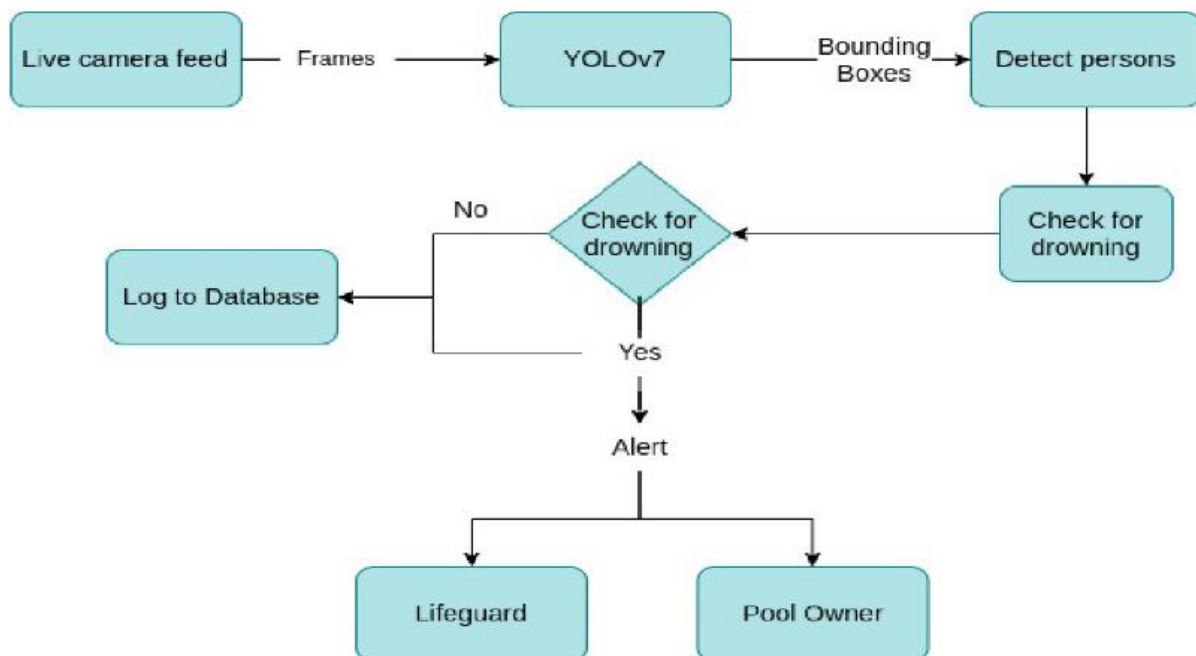 Live camera feed
Frames
YOLOv7
Bounding
Boxes
Detect persons
No
Check for
drowning
Check for
drowning
Log to Database
Yes
Alert
Lifeguard
Pool Owner